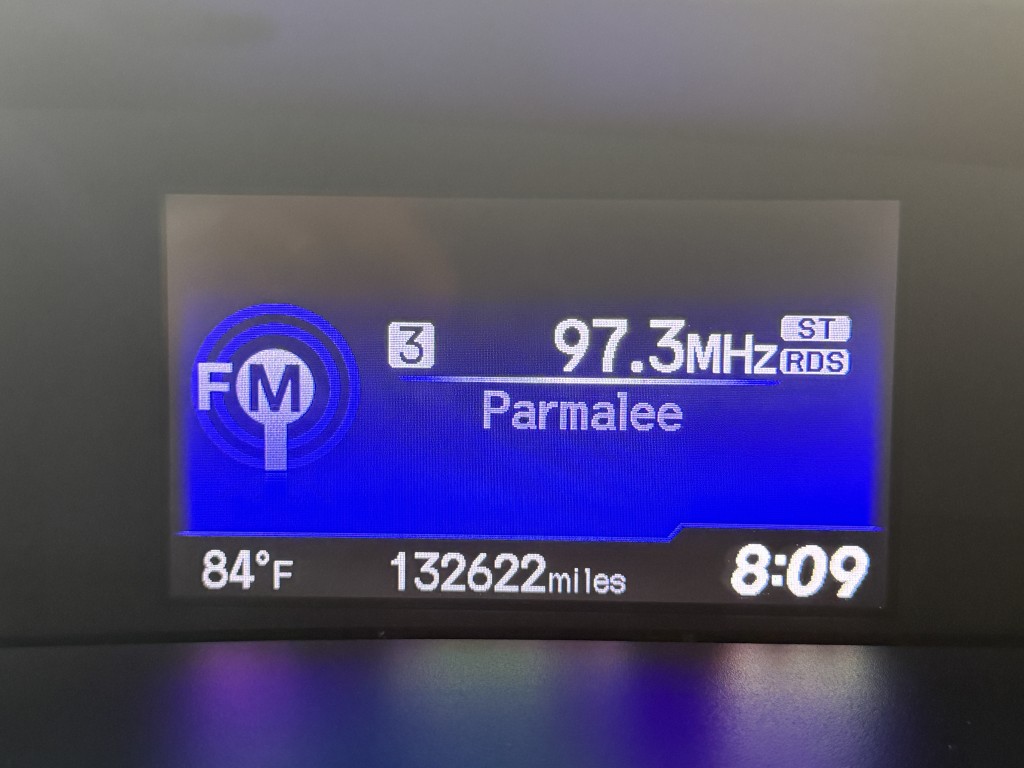 FM 3 97.3MHz ST RDS
Parmalee
84°F 132622miles 8:09